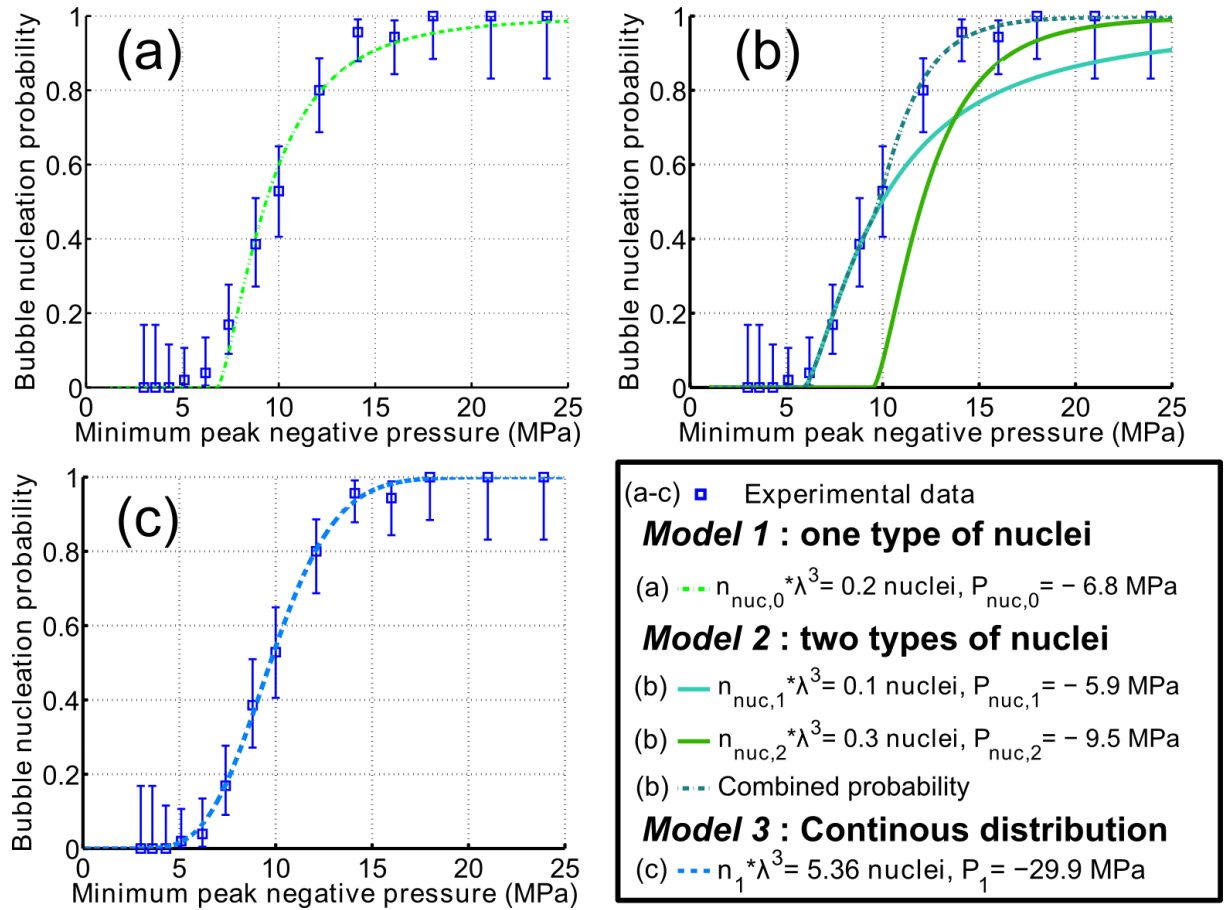 (a)
Bubble nucleation probability
1
0.8
0.6
0.4
0.2
0
0 5 10 15 20 25
Minimum peak negative pressure (MPa)
(b)
Bubble nucleation probability
1
0.8
0.6
0.4
0.2
0
0 5 10 15 20 25
Minimum peak negative pressure (MPa)
(c)
Bubble nucleation probability
1
0.8
0.6
0.4
0.2
0
0 5 10 15 20 25
Minimum peak negative pressure (MPa)
(a-c) Experimental data
Model 1 : one type of nuclei
(a) n_nuc,0*λ^3= 0.2 nuclei, P_nuc,0= − 6.8 MPa
Model 2 : two types of nuclei
(b) n_nuc,1*λ^3= 0.1 nuclei, P_nuc,1= − 5.9 MPa
(b) n_nuc,2*λ^3= 0.3 nuclei, P_nuc,2= − 9.5 MPa
(b) Combined probability
Model 3 : Continous distribution
(c) n_1*λ^3= 5.36 nuclei, P_1= −29.9 MPa